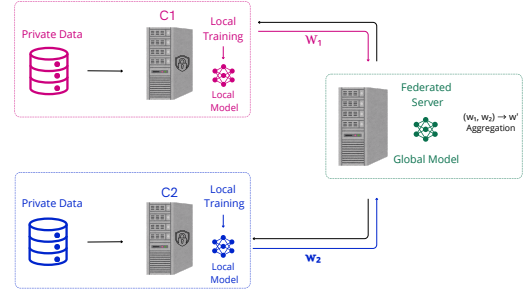 C1
Private Data
Local
Training
Local
Model
W₁
Federated
Server
(w₁, w₂) → w'
Aggregation
Global Model
C2
Private Data
Local
Training
Local
Model
w₂